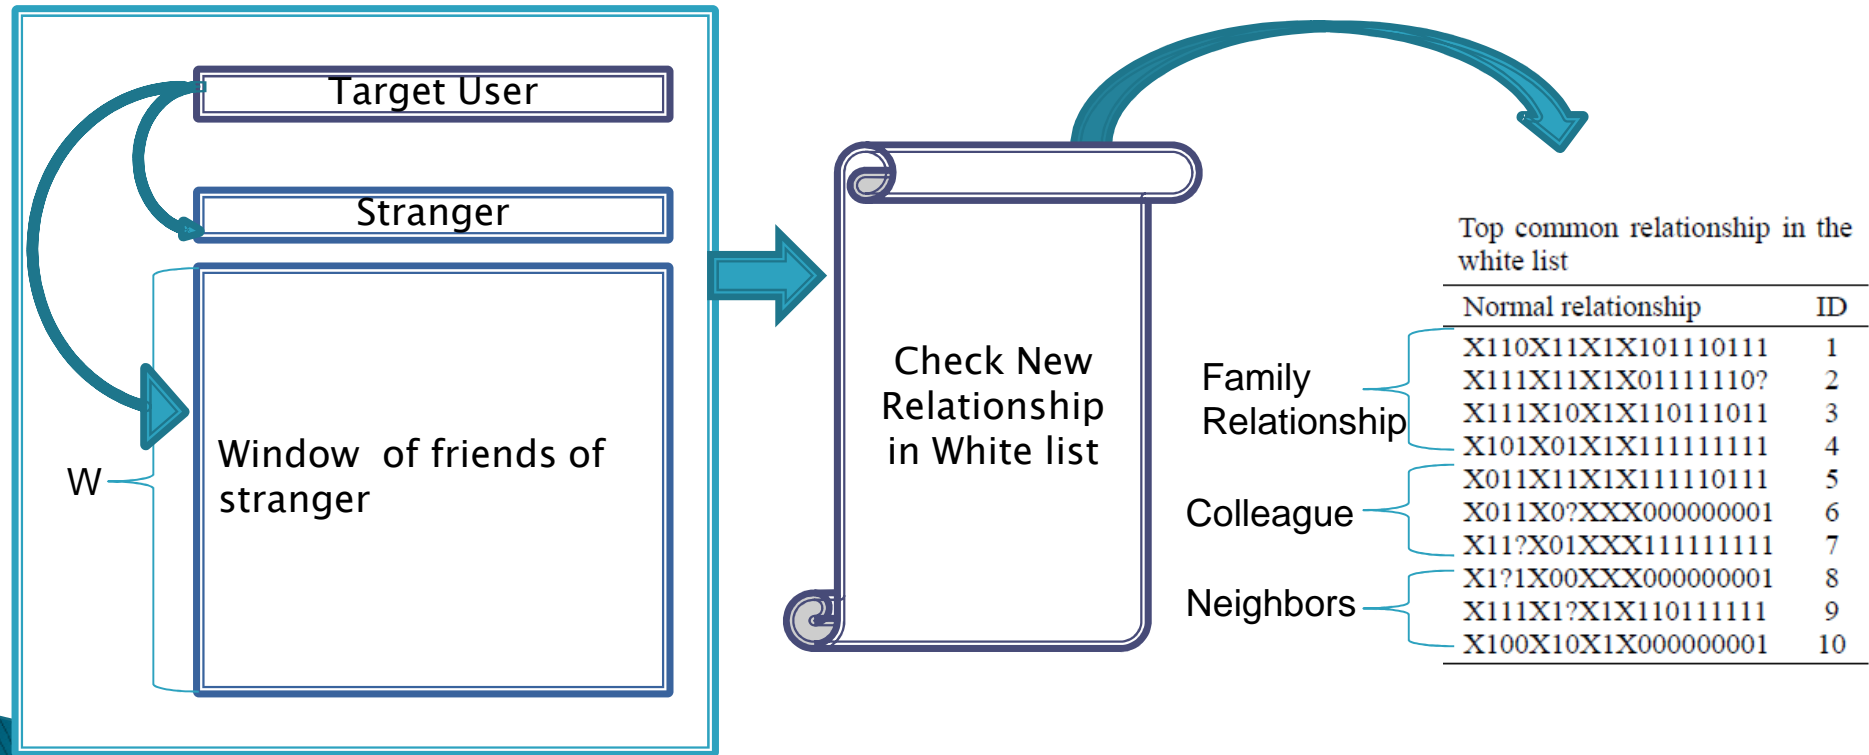 Target User
Stranger
W
Window of friends of
stranger
Check New
Relationship
in White list
Family
Relationship
Colleague
Neighbors
Top common relationship in the
white list
Normal relationship ID
X110X11X1X101110111 1
X111X11X1X01111110? 2
X111X10X1X110111011 3
X101X01X1X111111111 4
X011X11X1X111110111 5
X011X0?XXX000000001 6
X11?X01XXX111111111 7
X1?1X00XXX000000001 8
X111X1?X1X110111111 9
X100X10X1X000000001 10